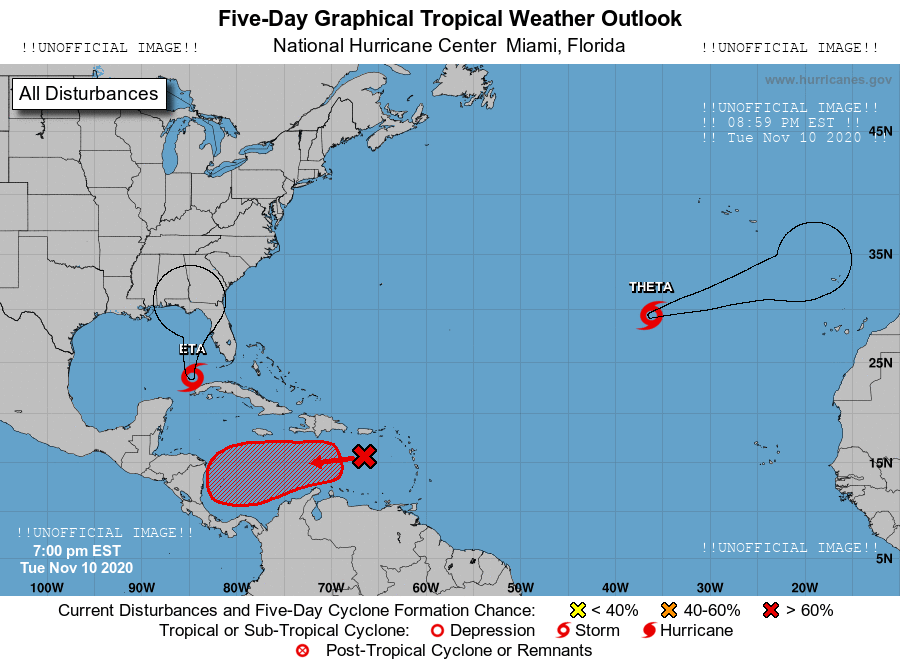 Five-Day Graphical Tropical Weather Outlook
!!UNOFFICIAL IMAGE!! National Hurricane Center Miami, Florida !!UNOFFICIAL IMAGE!!
All Disturbances
www.hurricanes.gov
!!UNOFFICIAL IMAGE!!
!! 08:59 PM EST !!
!! Tue Nov 10 2020 !!
45N
35N
THETA
ETA
25N
15N
!!UNOFFICIAL IMAGE!!
7:00 pm EST
Tue Nov 10 2020
!!UNOFFICIAL IMAGE!!
5N
100W 90W 80W 70W 60W 50W 40W 30W 20W
Current Disturbances and Five-Day Cyclone Formation Chance: < 40% 40-60% > 60%
Tropical or Sub-Tropical Cyclone: Depression Storm Hurricane
Post-Tropical Cyclone or Remnants